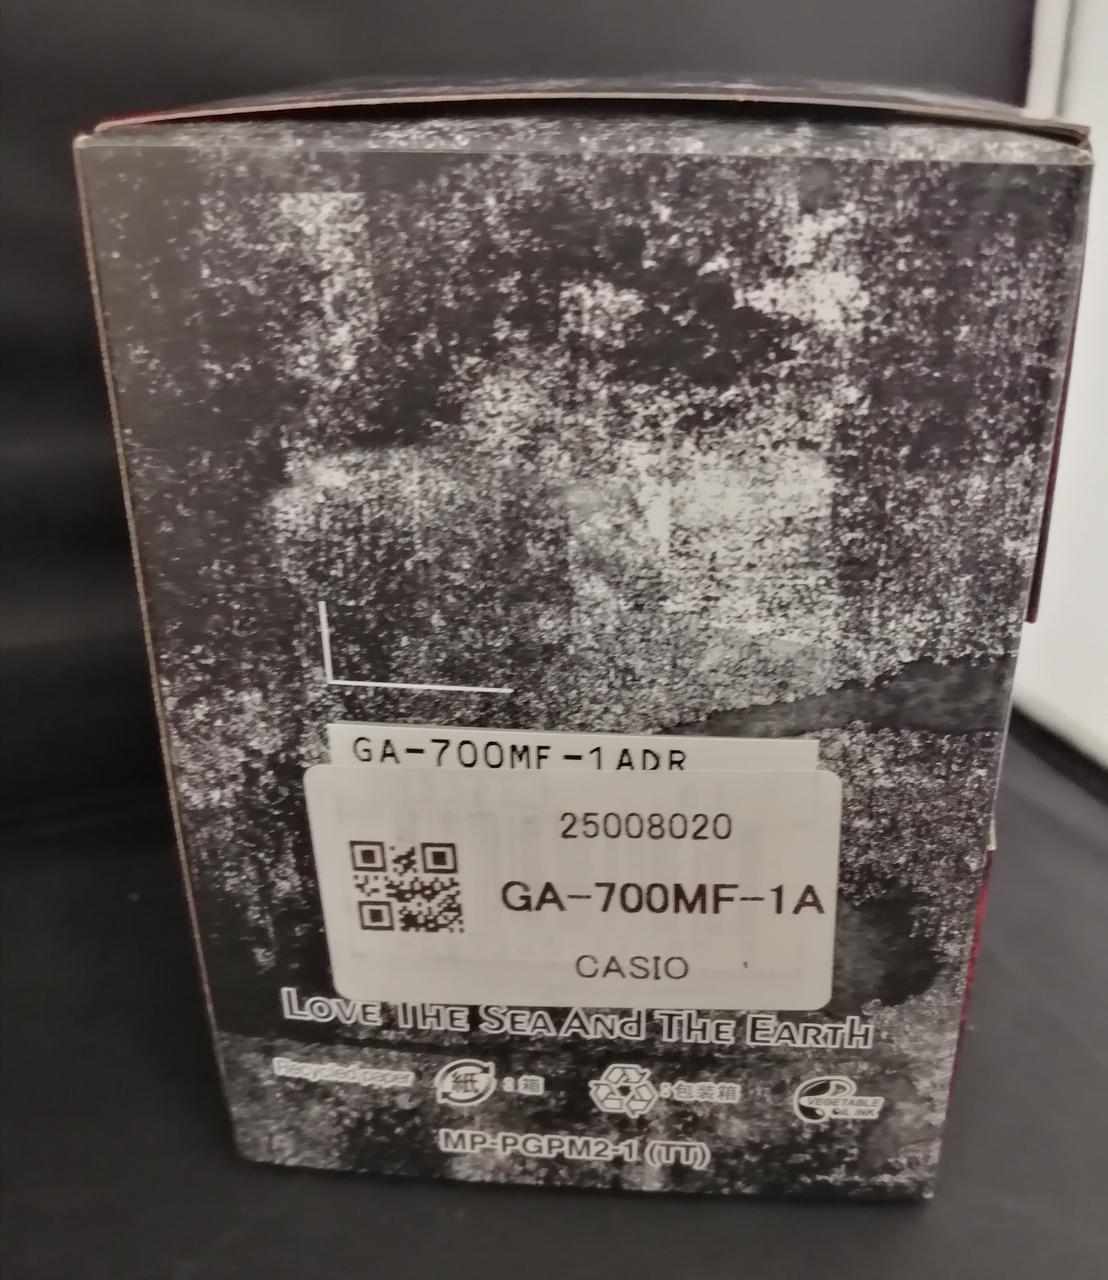 GA-700MF-1ADR
25008020
GA-700MF-1A
CASIO
LOVE THE SEA AND THE EARTH
Recycled paper 紙 : 箱 : 包装箱 VEGETABLE OIL INK
MP-PGPM2-1 (TT)